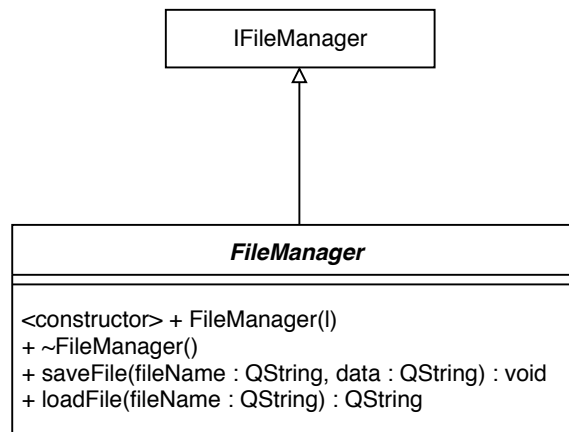 IFileManager
FileManager
<constructor> + FileManager(l)
+ ~FileManager()
+ saveFile(fileName : QString, data : QString) : void
+ loadFile(fileName : QString) : QString